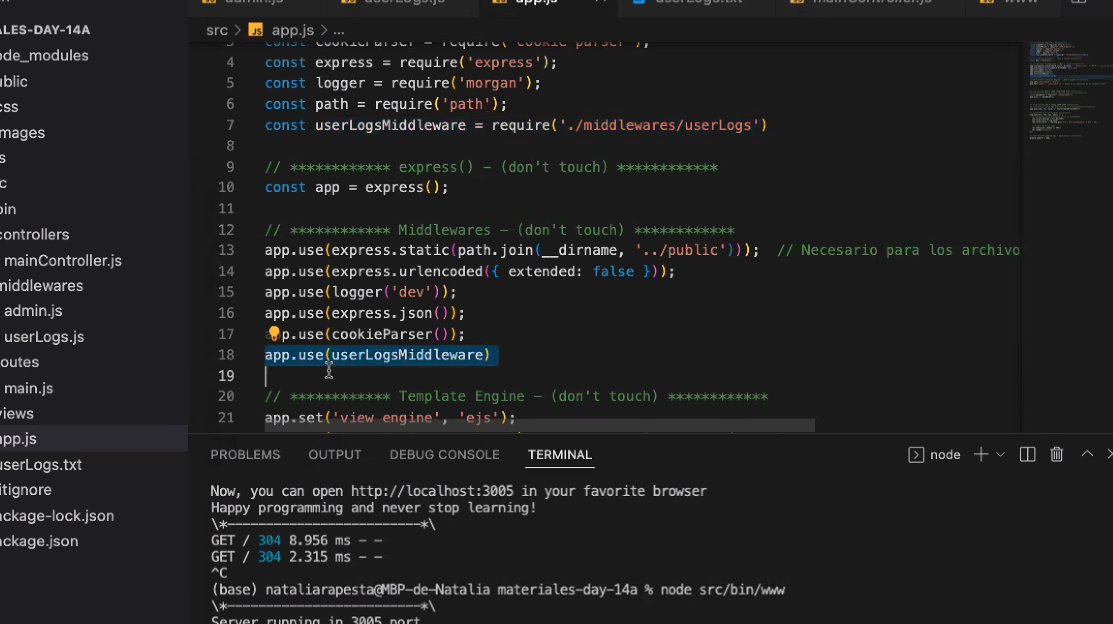 admin.js userLogs.js app.js userLogs.txt mainController.js www
ALES-DAY-14A
ode_modules
ublic
css
mages
s
c
oin
controllers
mainController.js
middlewares
admin.js
userLogs.js
outes
main.js
views
app.js
userLogs.txt
itignore
ackage-lock.json
ackage.json
src > JS app.js > ...
3 const cookieParser = require('cookie-parser');
4 const express = require('express');
5 const logger = require('morgan');
6 const path = require('path');
7 const userLogsMiddleware = require('./middlewares/userLogs')
8
9 // ************ express() - (don't touch) ************
10 const app = express();
11
12 // ************ Middlewares - (don't touch) ************
13 app.use(express.static(path.join(__dirname, '../public'))); // Necesario para los archivo
14 app.use(express.urlencoded({ extended: false }));
15 app.use(logger('dev'));
16 app.use(express.json());
17 p.use(cookieParser());
18 app.use(userLogsMiddleware)
19
20 // ************ Template Engine - (don't touch) ************
21 app.set('view engine', 'ejs');
PROBLEMS OUTPUT DEBUG CONSOLE TERMINAL node
Now, you can open http://localhost:3005 in your favorite browser
Happy programming and never stop learning!
\*------------------------*\
GET / 304 8.956 ms - -
GET / 304 2.315 ms - -
^C
(base) nataliarapesta@MBP-de-Natalia materiales-day-14a % node src/bin/www
\*------------------------*\
Server running in 3005 port